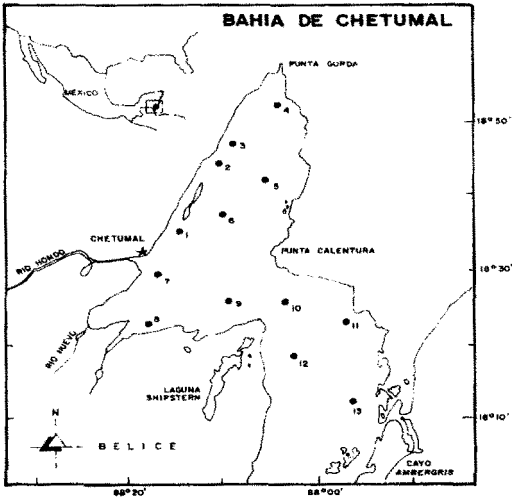 BAHIA DE CHETUMAL
PUNTA GORDA
MÉXICO
4
18°50'
3
2
5
6
1
CHETUMAL
RIO HONDO
PUNTA CALENTURA
18°30'
7
9
10
8
11
RIO NUEVO
12
LAGUNA
SHIPSTERN
13
18°10'
N
BELICE
CAYO
AMBERGRIS
88°20'
88°00'